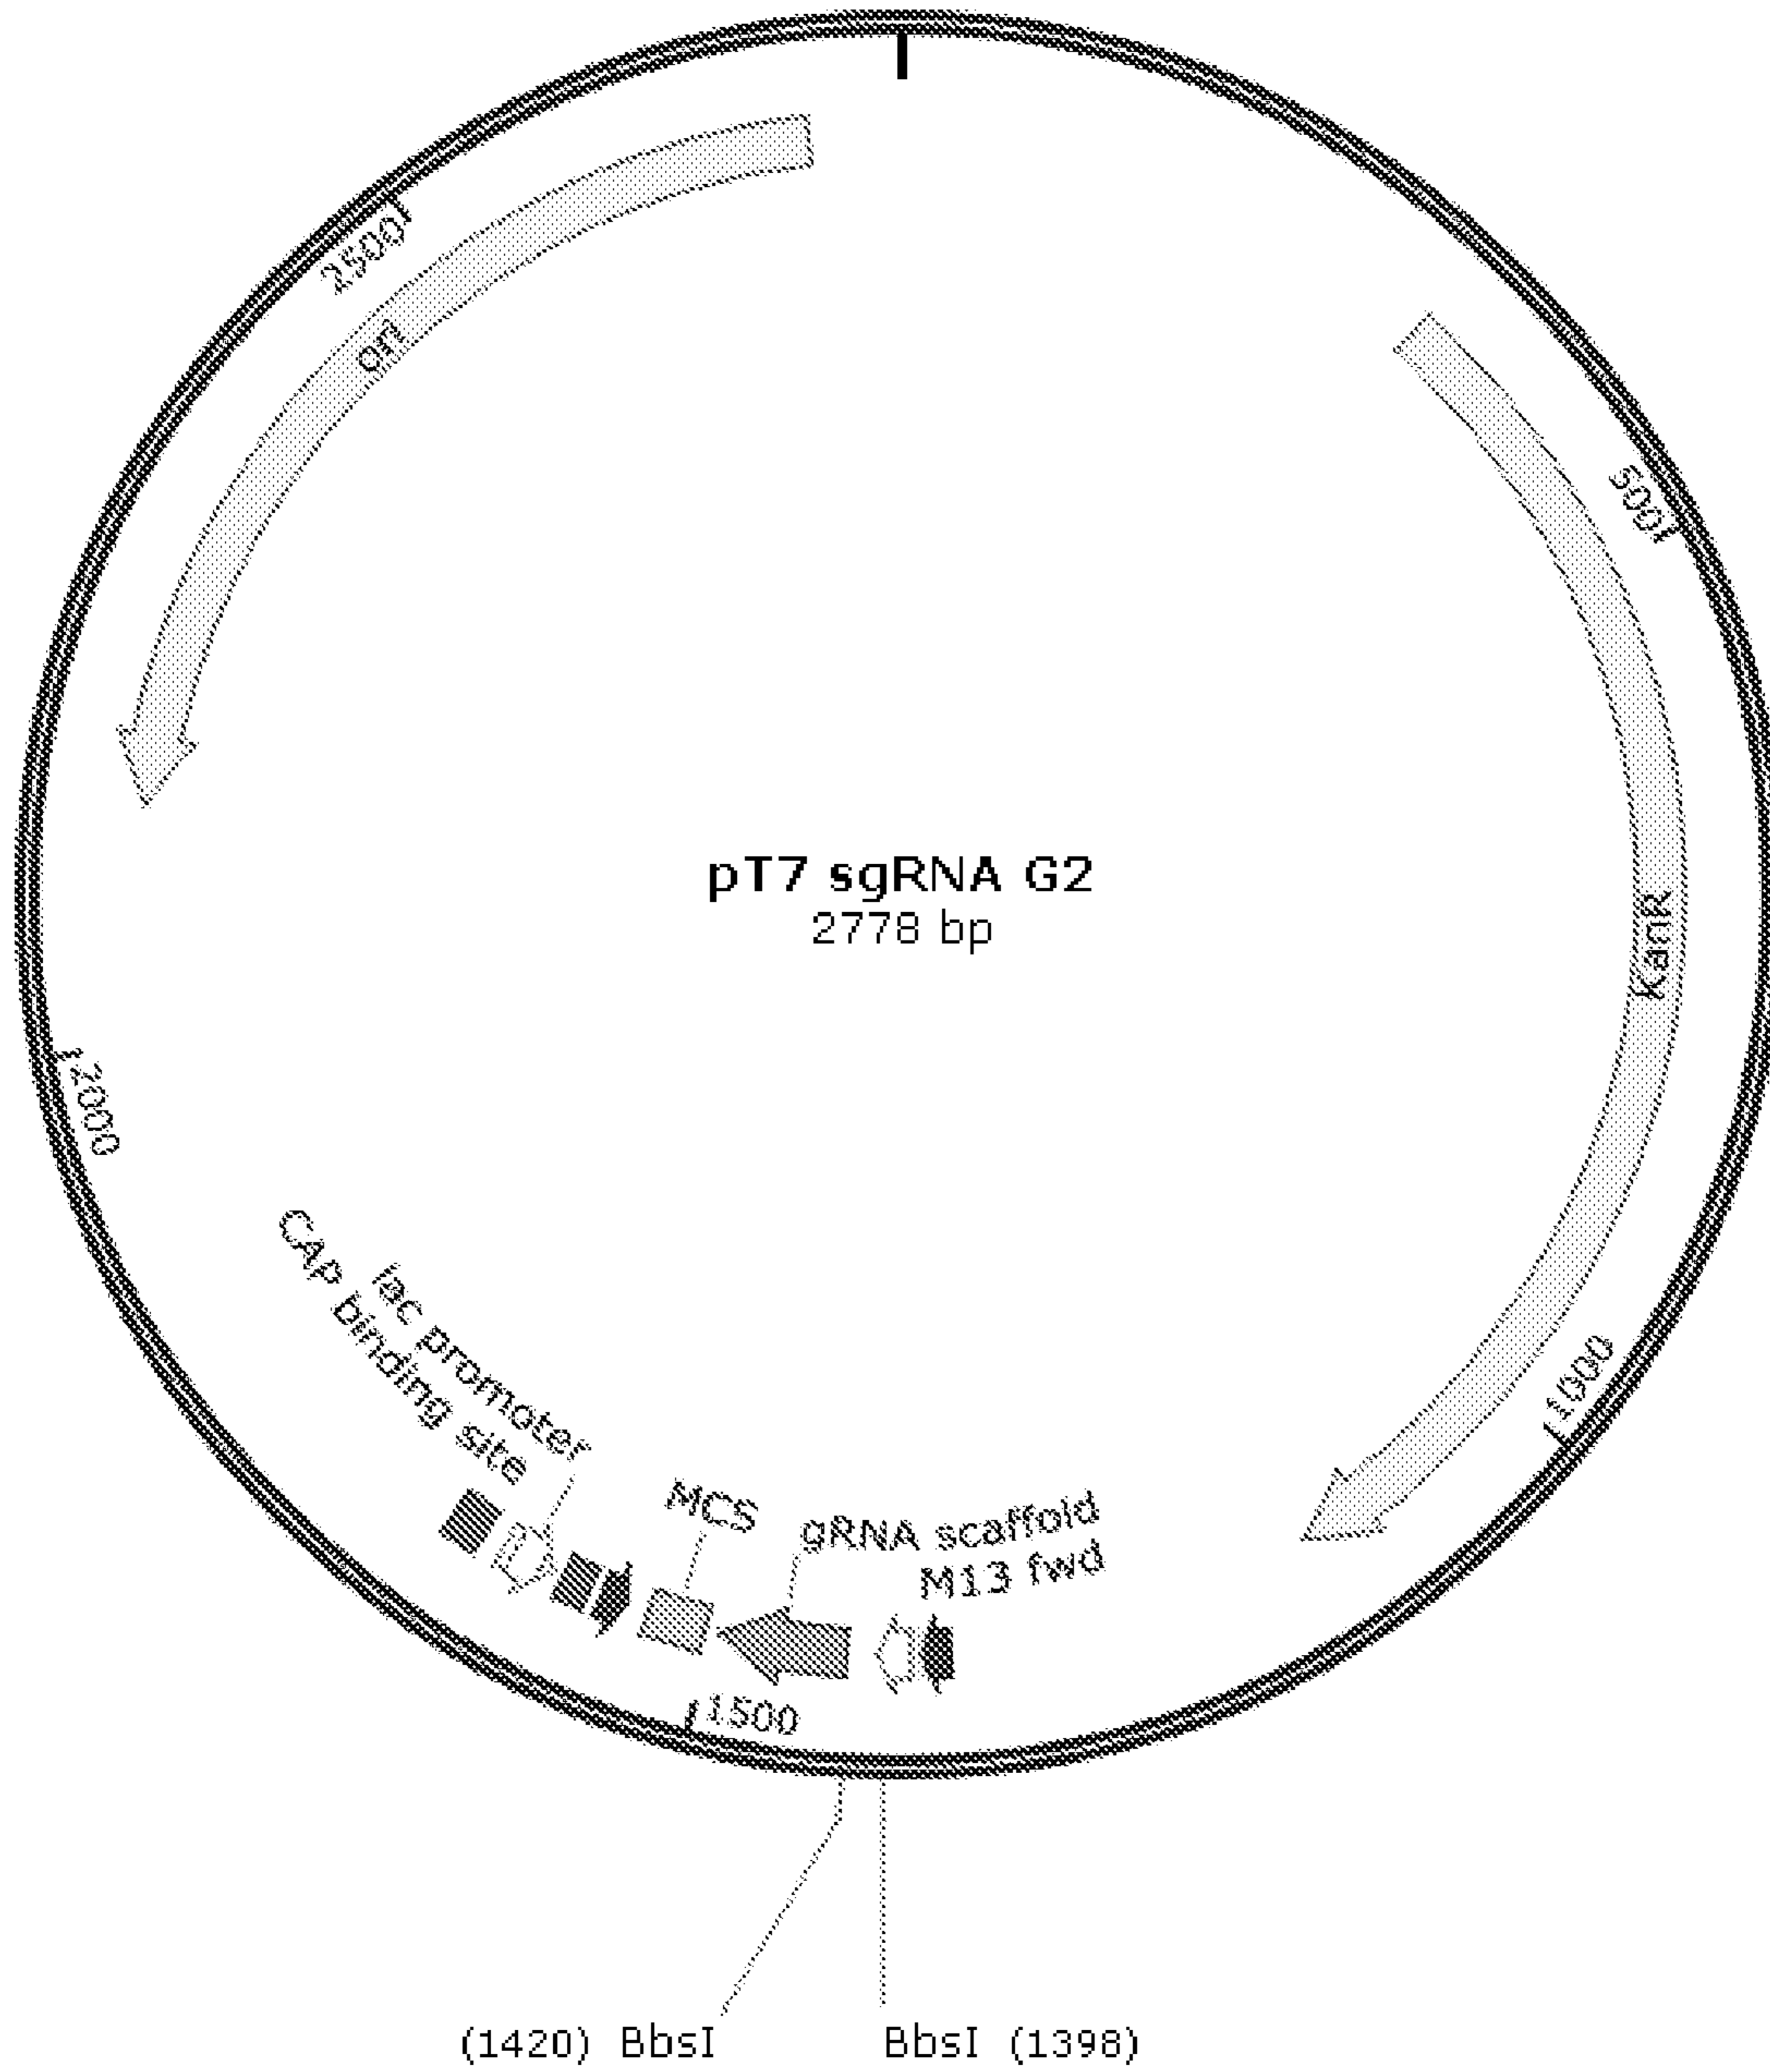 2500
ori
500
pT7 sgRNA G2
2778 bp
KanR
2000
1000
CAP binding site
lac promoter
MCS
gRNA scaffold
M13 fwd
1500
(1420) BbsI
BbsI (1398)